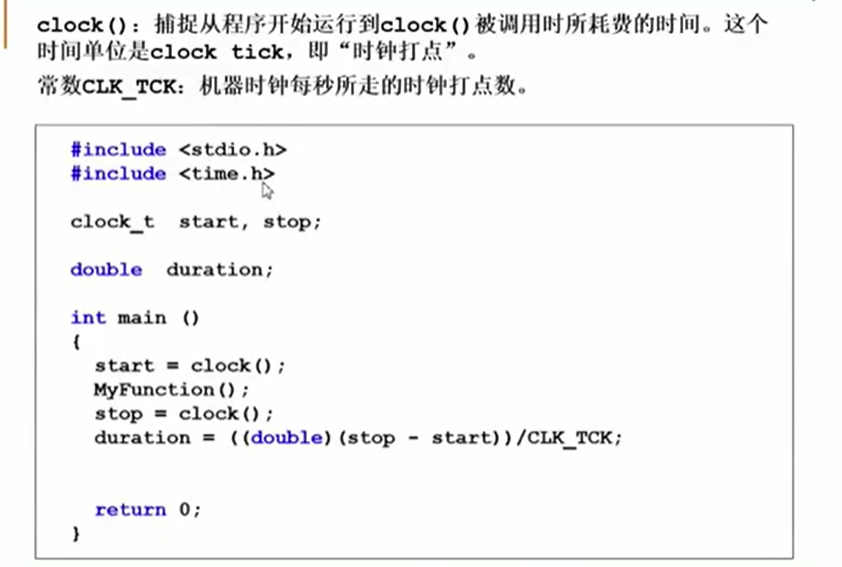 clock(): 捕捉从程序开始运行到clock()被调用时所耗费的时间。这个
时间单位是clock tick，即“时钟打点”。
常数CLK_TCK: 机器时钟每秒所走的时钟打点数。
#include <stdio.h>
#include <time.h>
clock_t  start, stop;
double  duration;
int main ()
{
  start = clock();
  MyFunction();
  stop = clock();
  duration = ((double)(stop - start))/CLK_TCK;
  return 0;
}